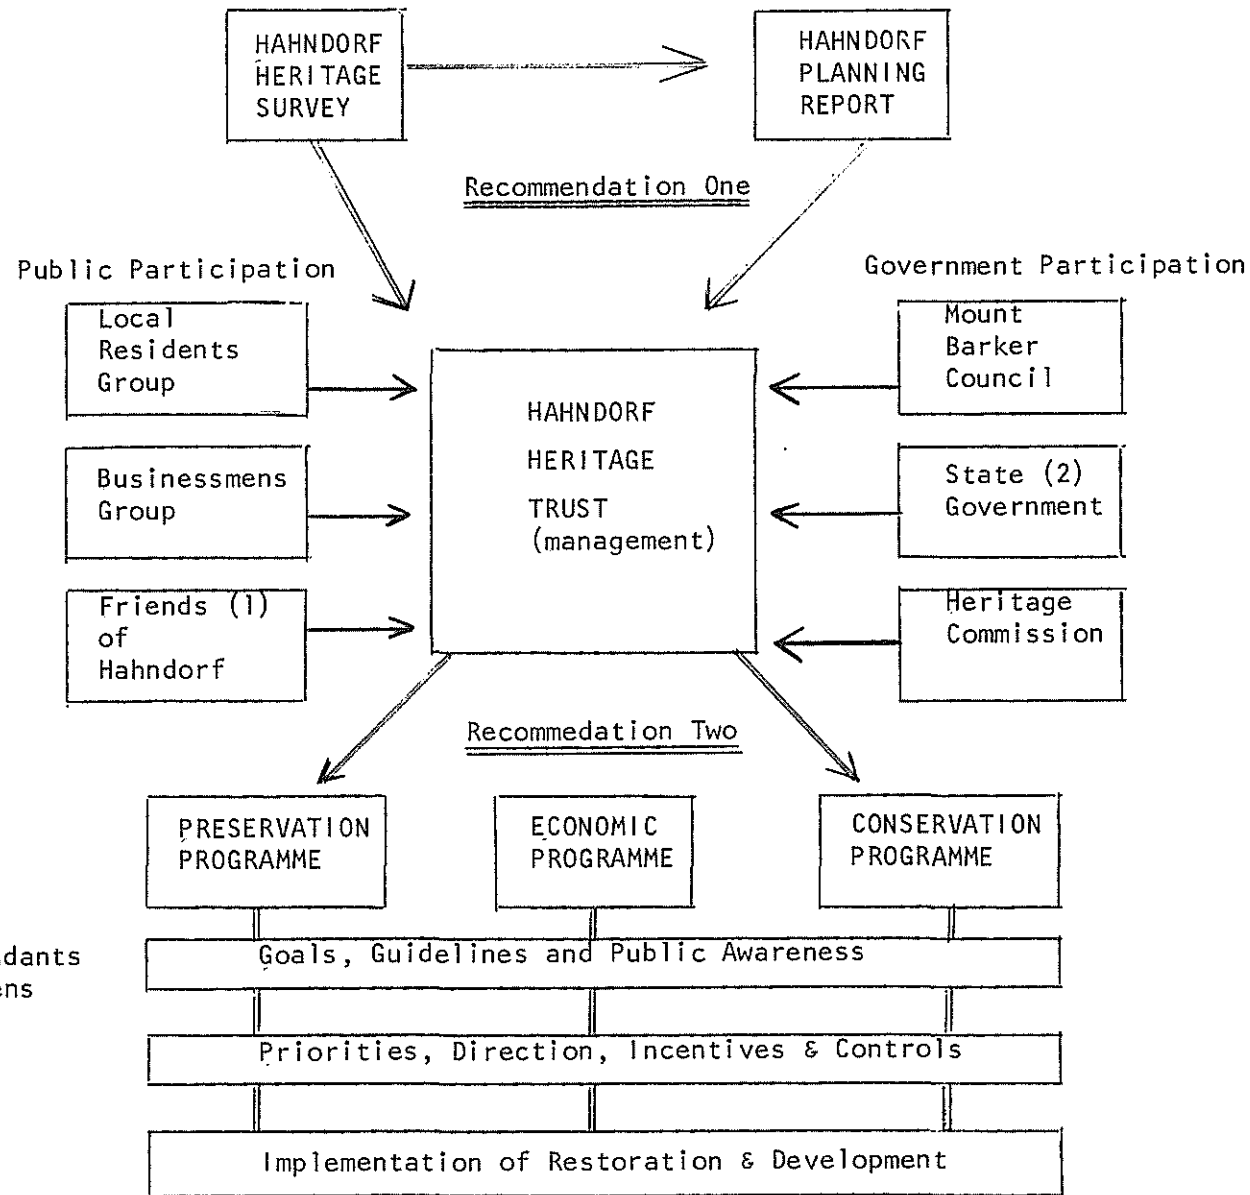 HAHNDORF
HERITAGE
SURVEY
HAHNDORF
PLANNING
REPORT
Recommendation One
Public Participation
Government Participation
Local
Residents
Group
Businessmens
Group
Friends (1)
of
Hahndorf
HAHNDORF
HERITAGE
TRUST
(management)
Mount
Barker
Council
State (2)
Government
Heritage
Commission
Recommedation Two
PRESERVATION
PROGRAMME
ECONOMIC
PROGRAMME
CONSERVATION
PROGRAMME
dants
ens
Goals, Guidelines and Public Awareness
Priorities, Direction, Incentives & Controls
Implementation of Restoration & Development